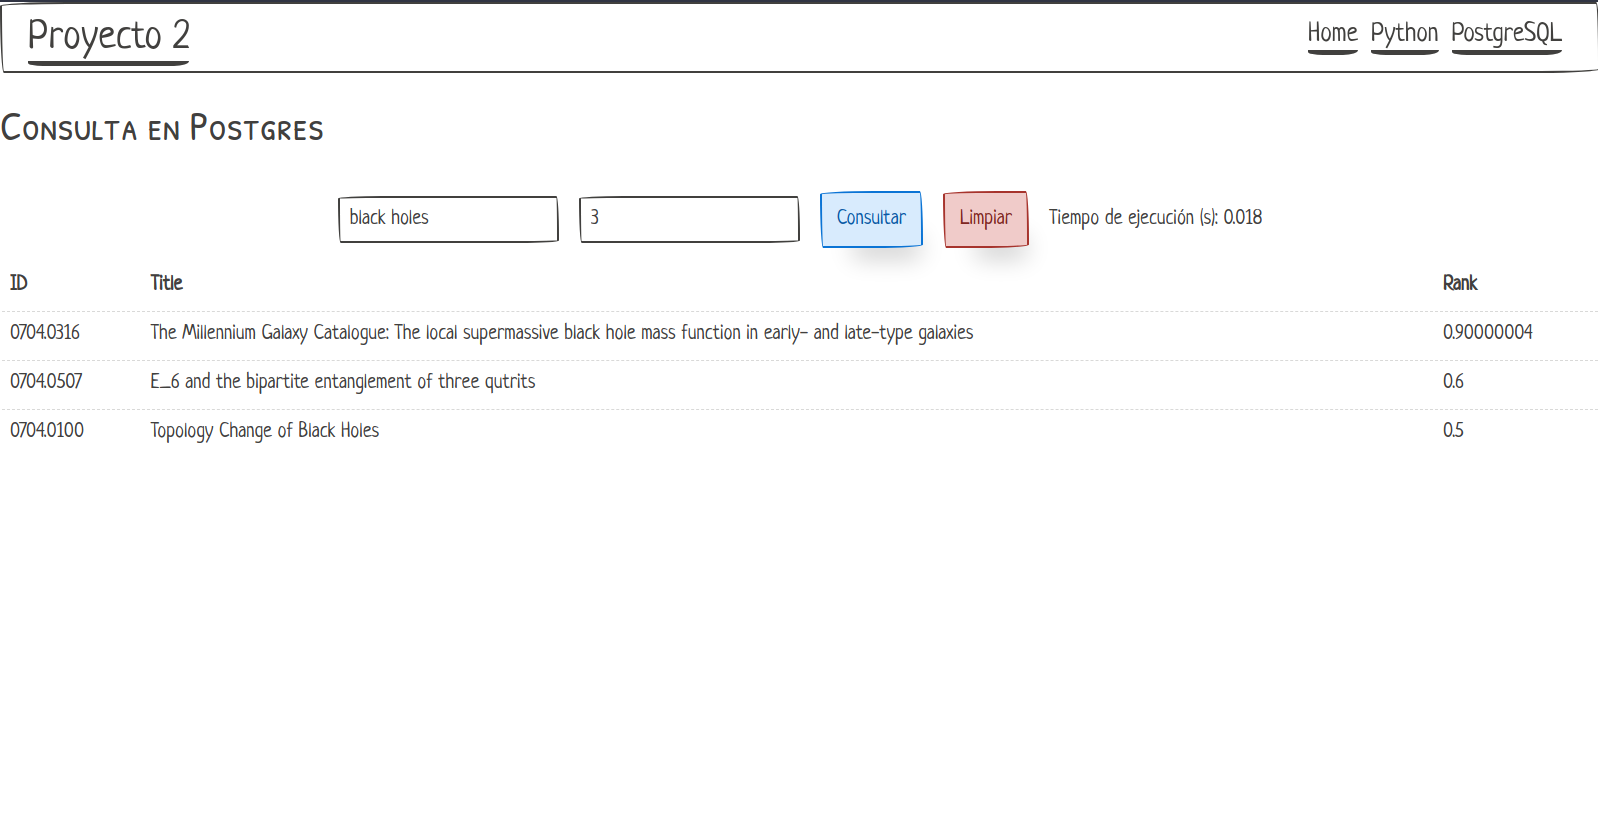 Proyecto 2 Home Python PostgreSQL
Consulta en Postgres
black holes 3 Consultar Limpiar Tiempo de ejecución (s): 0.018
ID Title Rank
0704.0316 The Millennium Galaxy Catalogue: The local supermassive black hole mass function in early- and late-type galaxies 0.90000004
0704.0507 E_6 and the bipartite entanglement of three qutrits 0.6
0704.0100 Topology Change of Black Holes 0.5